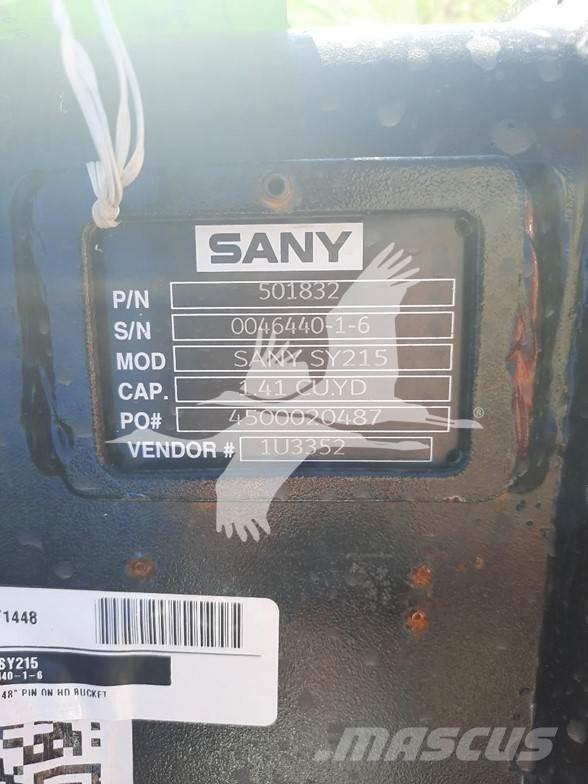 SANY
P/N 501832
S/N 0046440-1-6
MOD SANY SY215
CAP. 1.41 CU.YD
PO# 4500020487
®
VENDOR # 1U3352
1448
SY215
440-1-6
48" PIN ON HD BUCKET
MASCUS